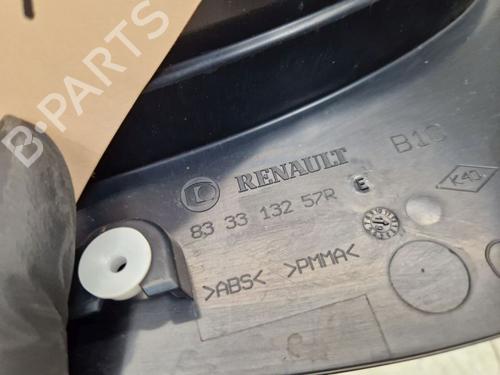 B-PARTS
RENAULT
B1C
K40
83 33 132 57R
E
>ABS< >PMMA<